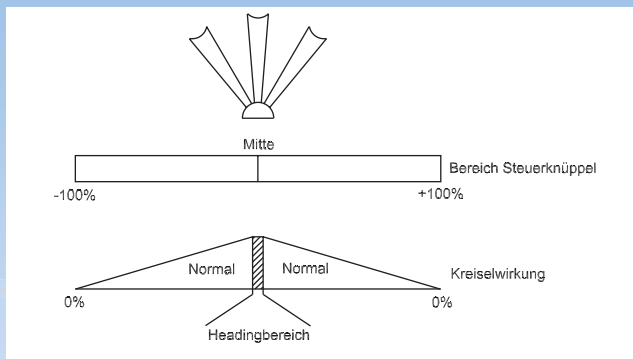 Mitte
Bereich Steuerknüppel
-100%
+100%
Normal
Normal
Kreiselwirkung
0%
0%
Headingbereich